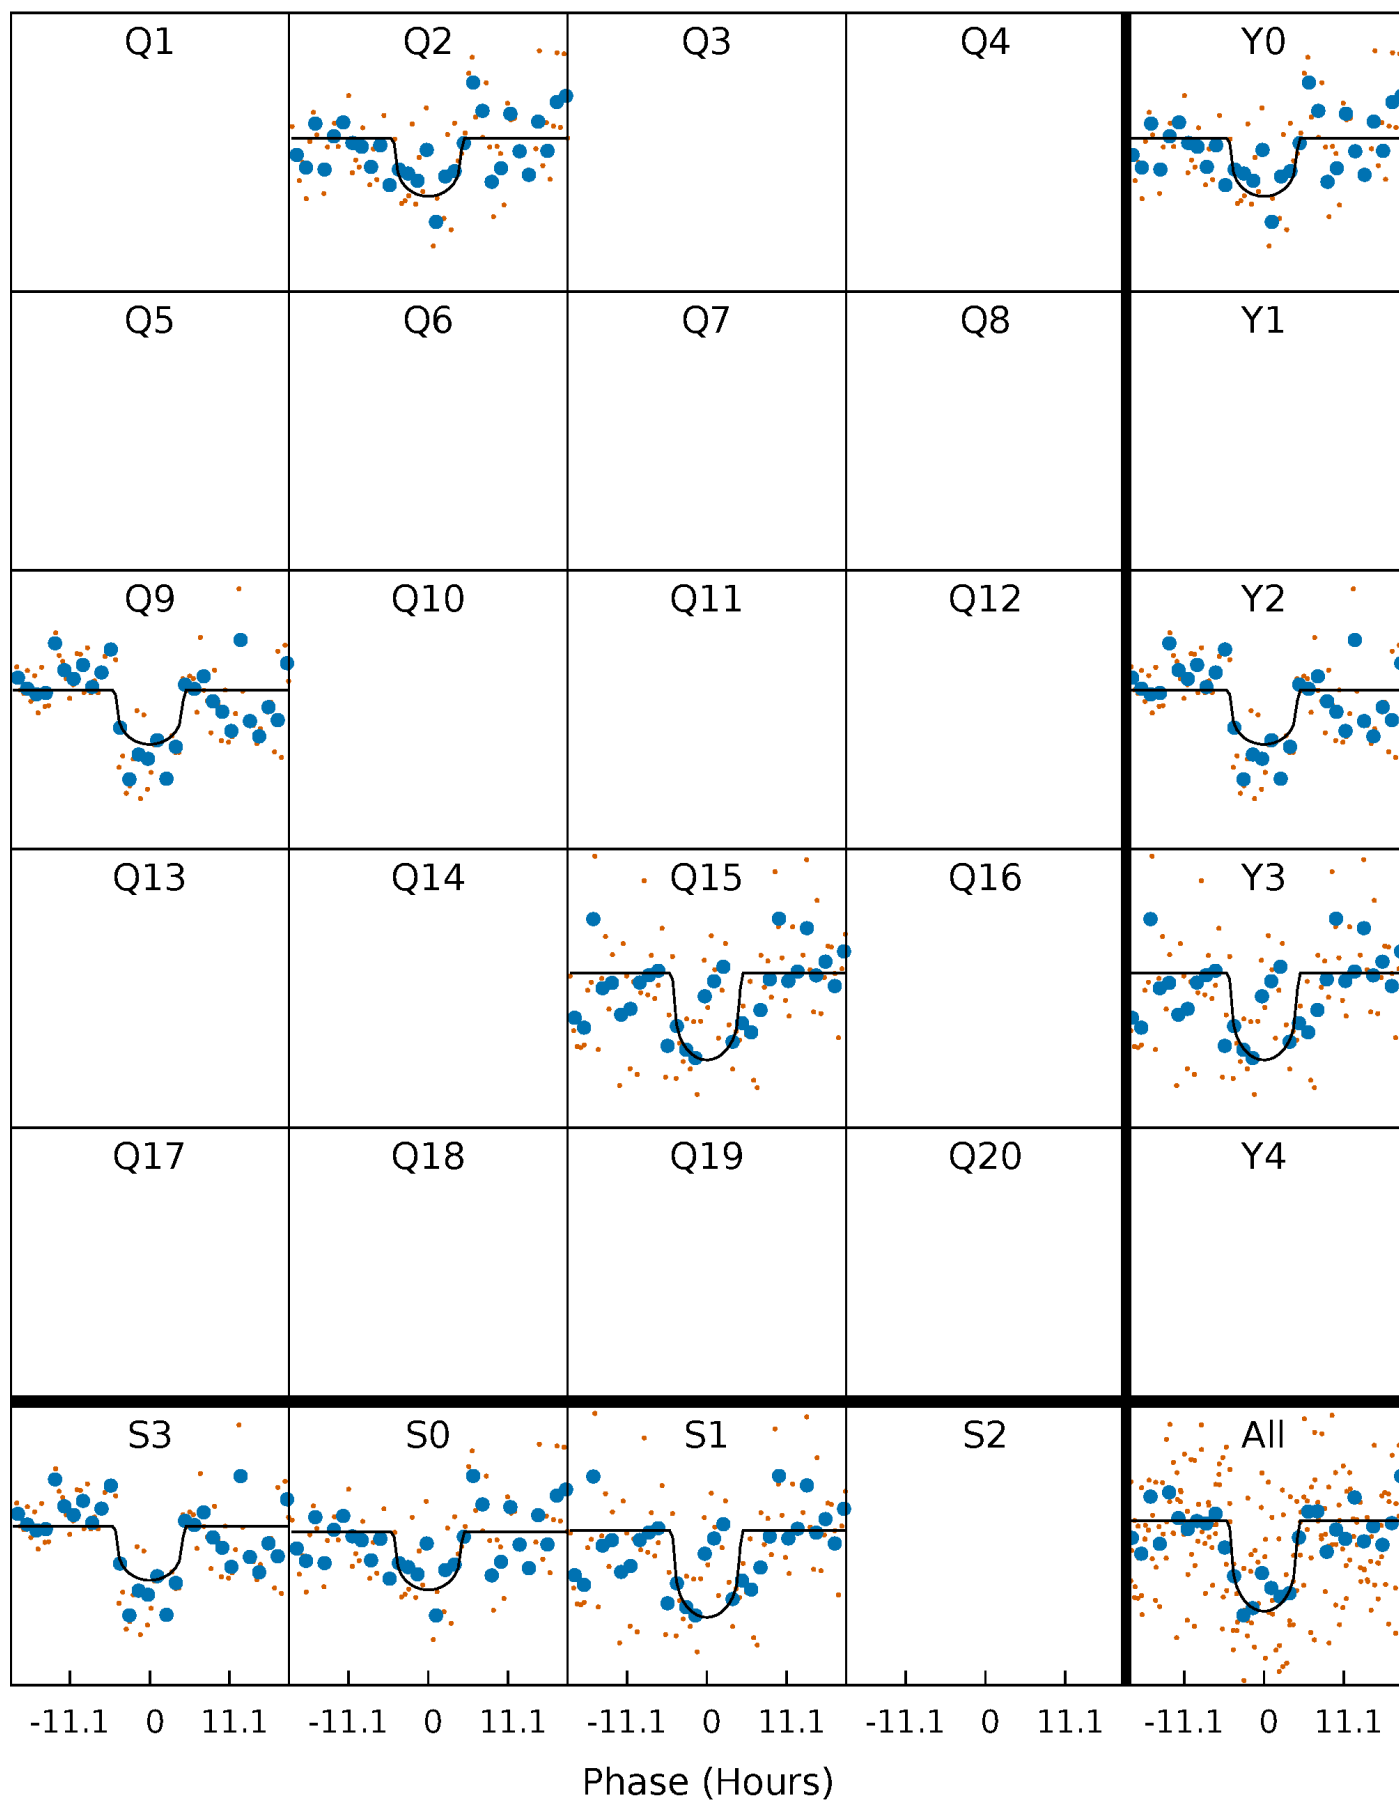 Q1 Q2 Q3 Q4 Y0
Q5 Q6 Q7 Q8 Y1
Q9 Q10 Q11 Q12 Y2
Q13 Q14 Q15 Q16 Y3
Q17 Q18 Q19 Q20 Y4
S3 S0 S1 S2 All
-11.1 0 11.1 -11.1 0 11.1 -11.1 0 11.1 -11.1 0 11.1 -11.1 0 11.1
Phase (Hours)